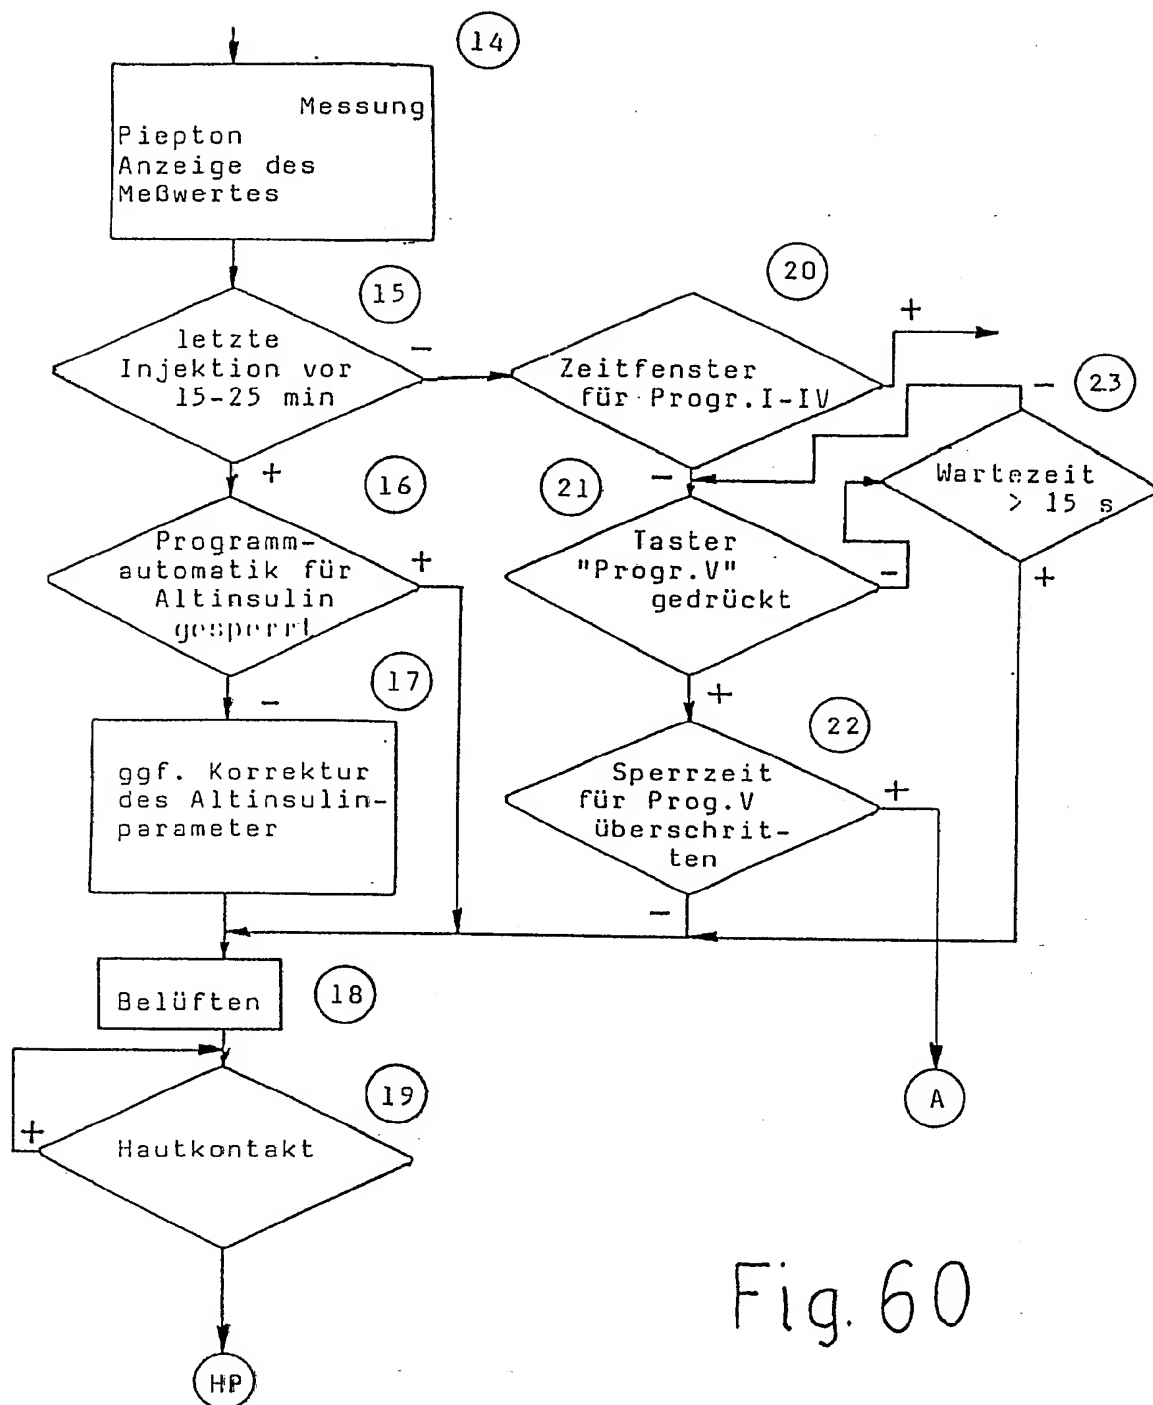 14
Messung
Piepton
Anzeige des
Meßwertes
15
letzte
Injektion vor
15-25 min
-
+
20
Zeitfenster
für Progr.I-IV
+
-
23
-
Wartezeit
> 15 s
+
16
Programm-
automatik für
Altinsulin
gesperrt
+
-
21
Taster
"Progr.V"
gedrückt
-
+
17
ggf. Korrektur
des Altinsulin-
parameter
22
Sperrzeit
für Prog.V
überschrit-
ten
+
-
Belüften
18
19
+
Hautkontakt
A
HP
Fig. 60